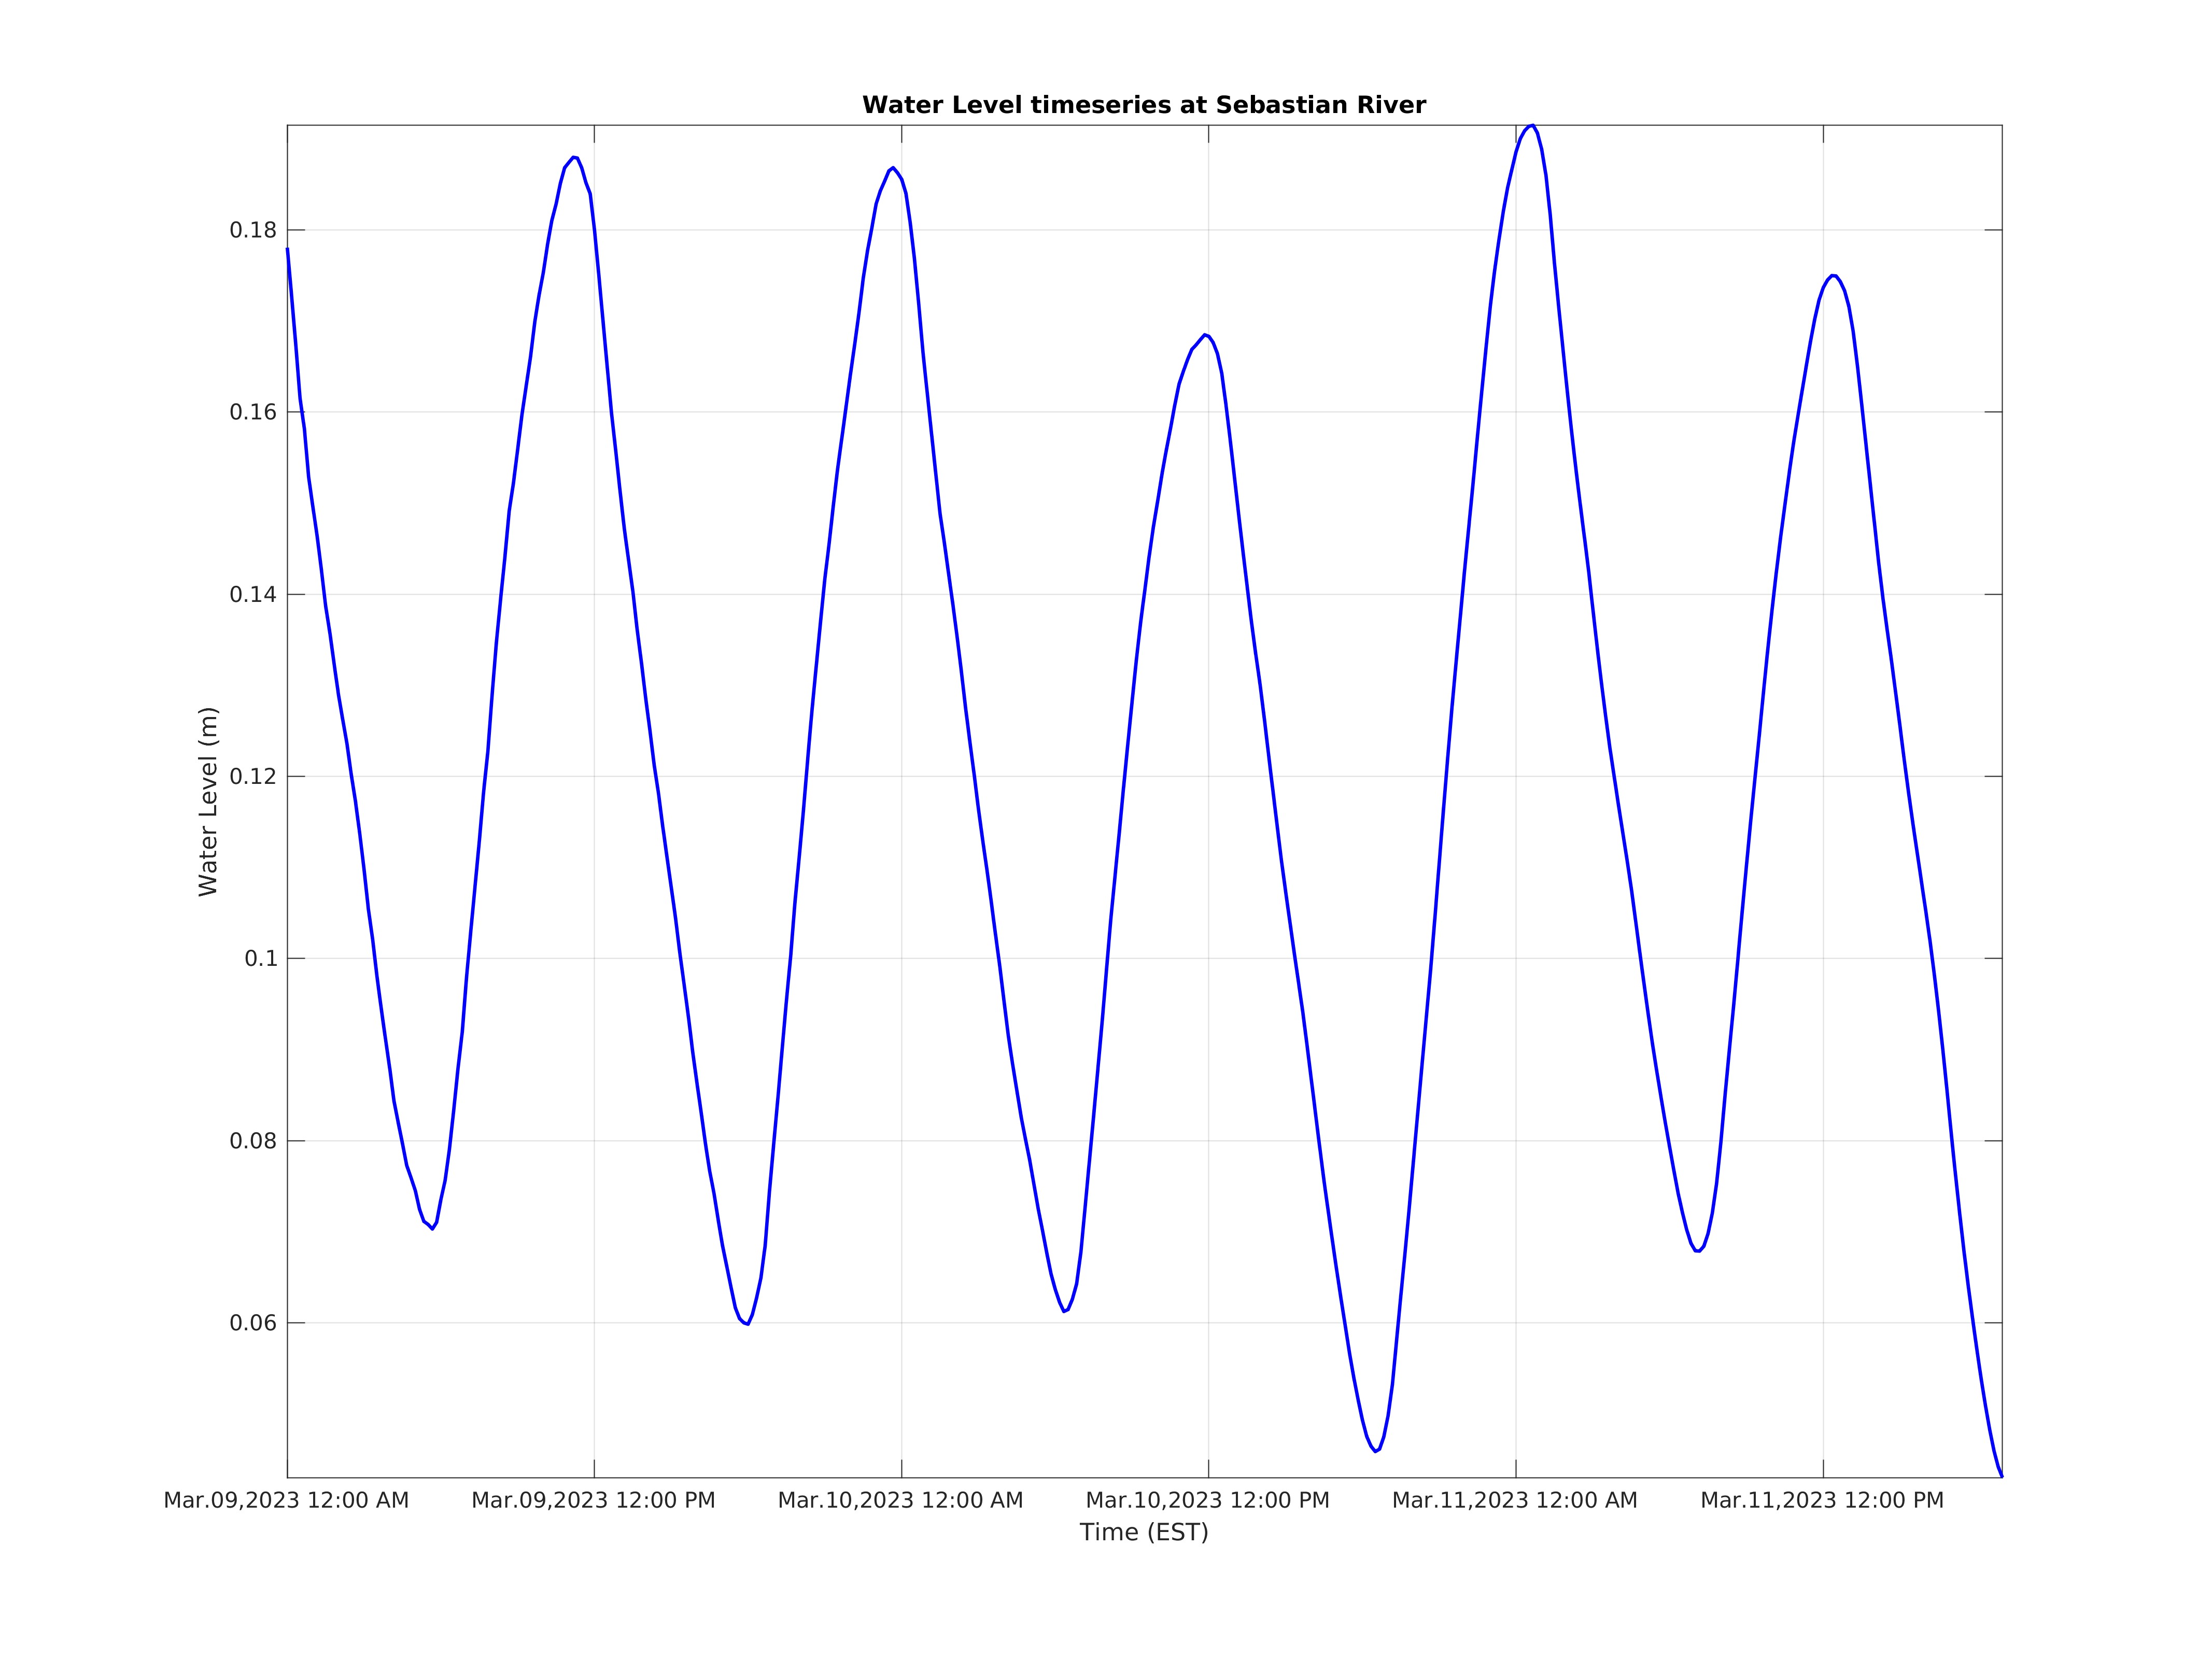 Water Level timeseries at Sebastian River
0.18
0.16
0.14
0.12
0.1
0.08
0.06
Water Level (m)
Mar.09,2023 12:00 AM Mar.09,2023 12:00 PM Mar.10,2023 12:00 AM Mar.10,2023 12:00 PM Mar.11,2023 12:00 AM Mar.11,2023 12:00 PM
Time (EST)